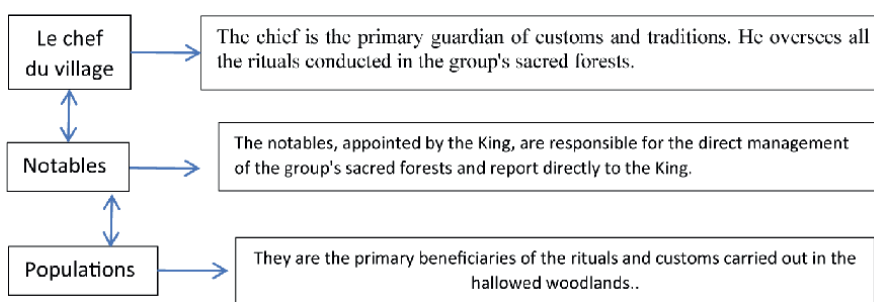 Le chef
du village
The chief is the primary guardian of customs and traditions. He oversees all
the rituals conducted in the group's sacred forests.
Notables
The notables, appointed by the King, are responsible for the direct management
of the group's sacred forests and report directly to the King.
Populations
They are the primary beneficiaries of the rituals and customs carried out in the
hallowed woodlands..